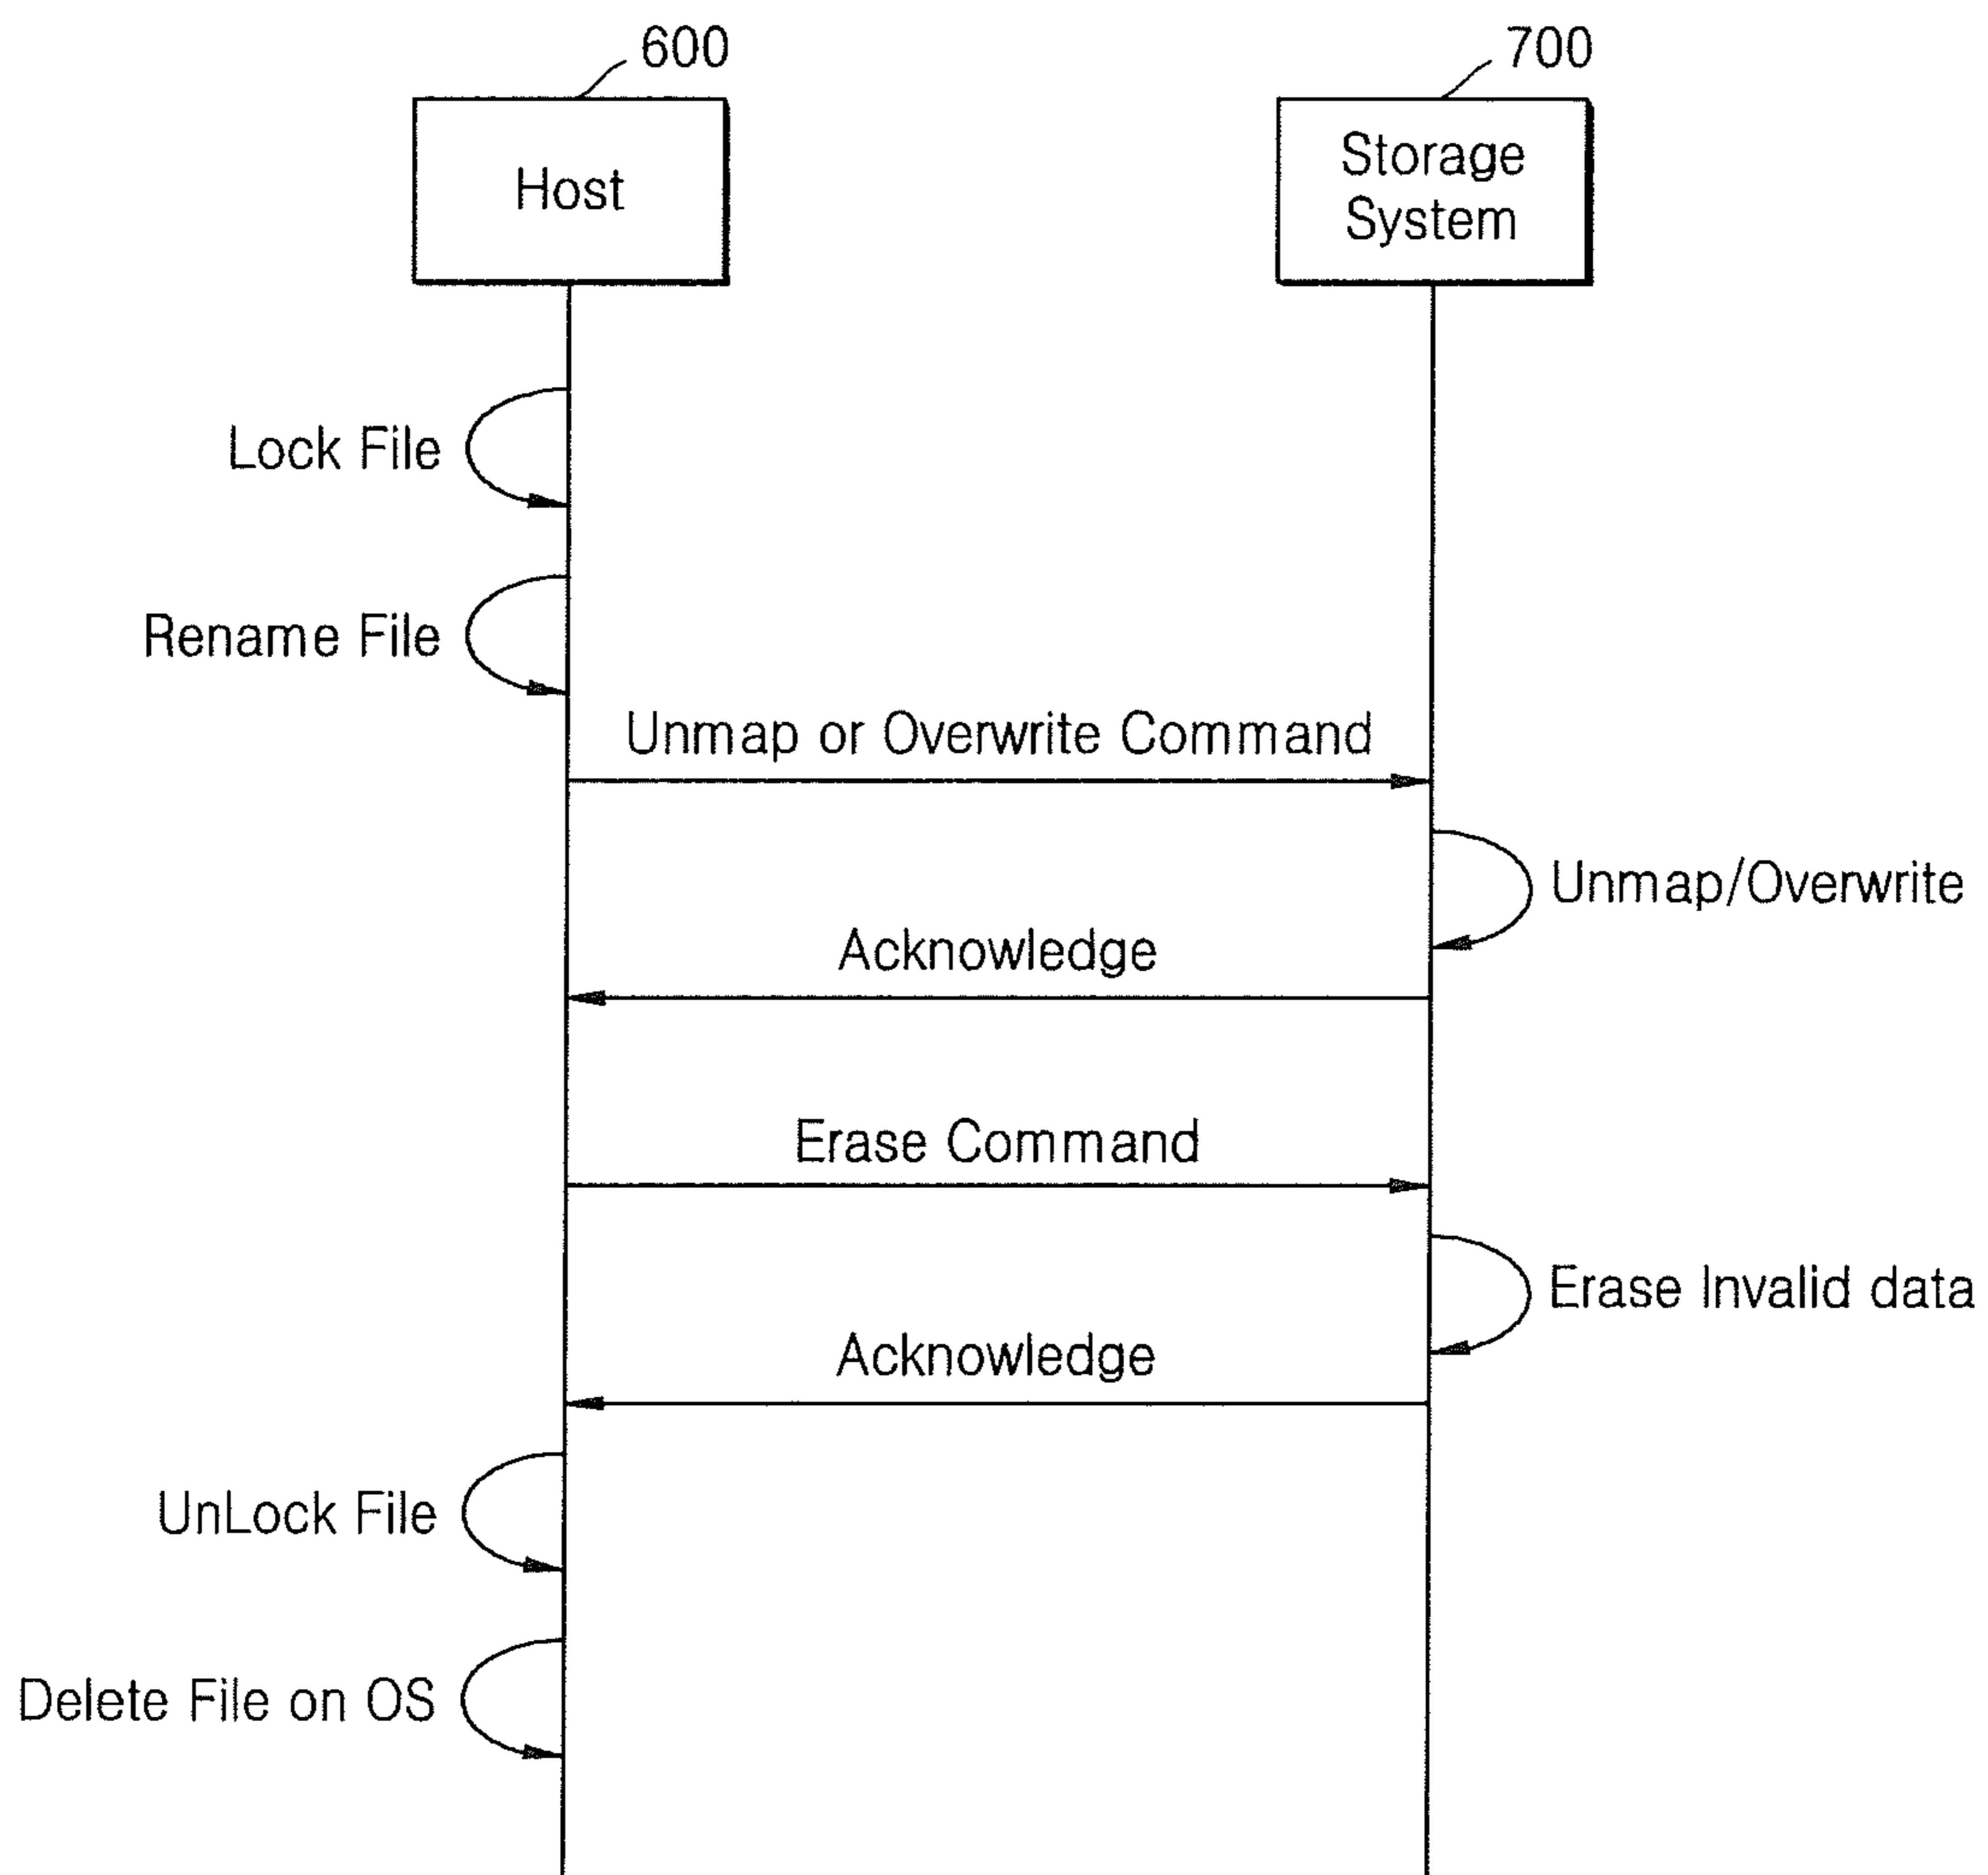 600
700
Host
Storage
System
Lock File
Rename File
Unmap or Overwrite Command
Unmap/Overwrite
Acknowledge
Erase Command
Erase Invalid data
Acknowledge
UnLock File
Delete File on OS